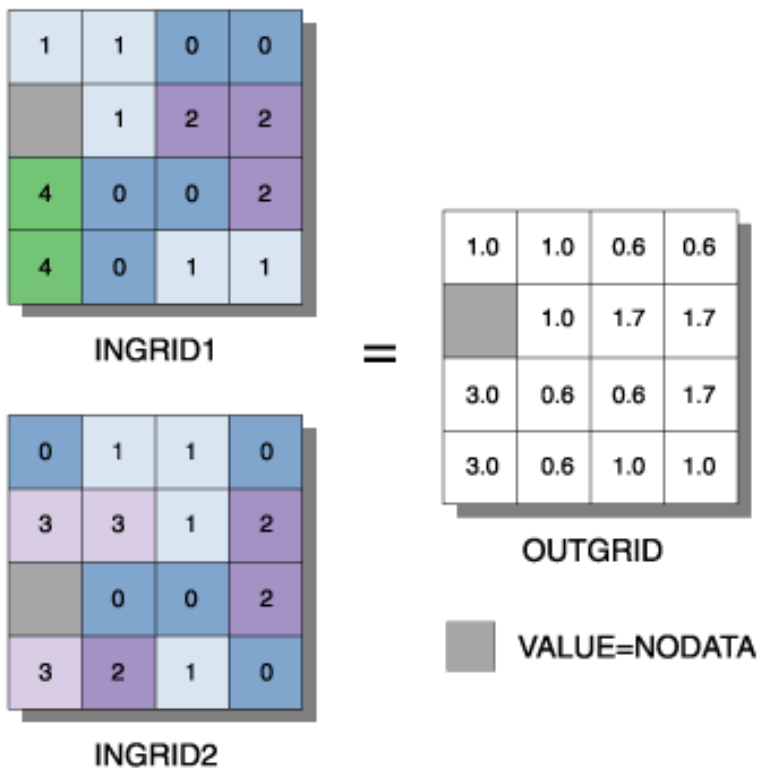 1 1 0 0
1 2 2
4 0 0 2
4 0 1 1
INGRID1
0 1 1 0
3 3 1 2
0 0 2
3 2 1 0
INGRID2
=
1.0 1.0 0.6 0.6
1.0 1.7 1.7
3.0 0.6 0.6 1.7
3.0 0.6 1.0 1.0
OUTGRID
VALUE=NODATA